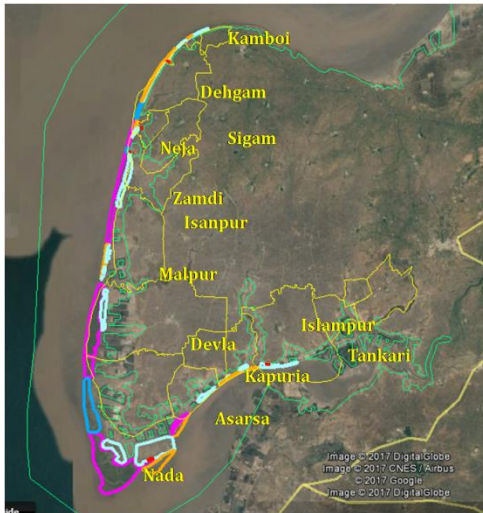 Kamboi
Dehgam
Sigam
Neja
Zamdi
Isanpur
Malpur
Islampur
Devla
Tankari
Kapuria
Asarsa
Nada
Image © 2017 DigitalGlobe
Image © 2017 CNES / Airbus
© 2017 Google
Image © 2017 DigitalGlobe